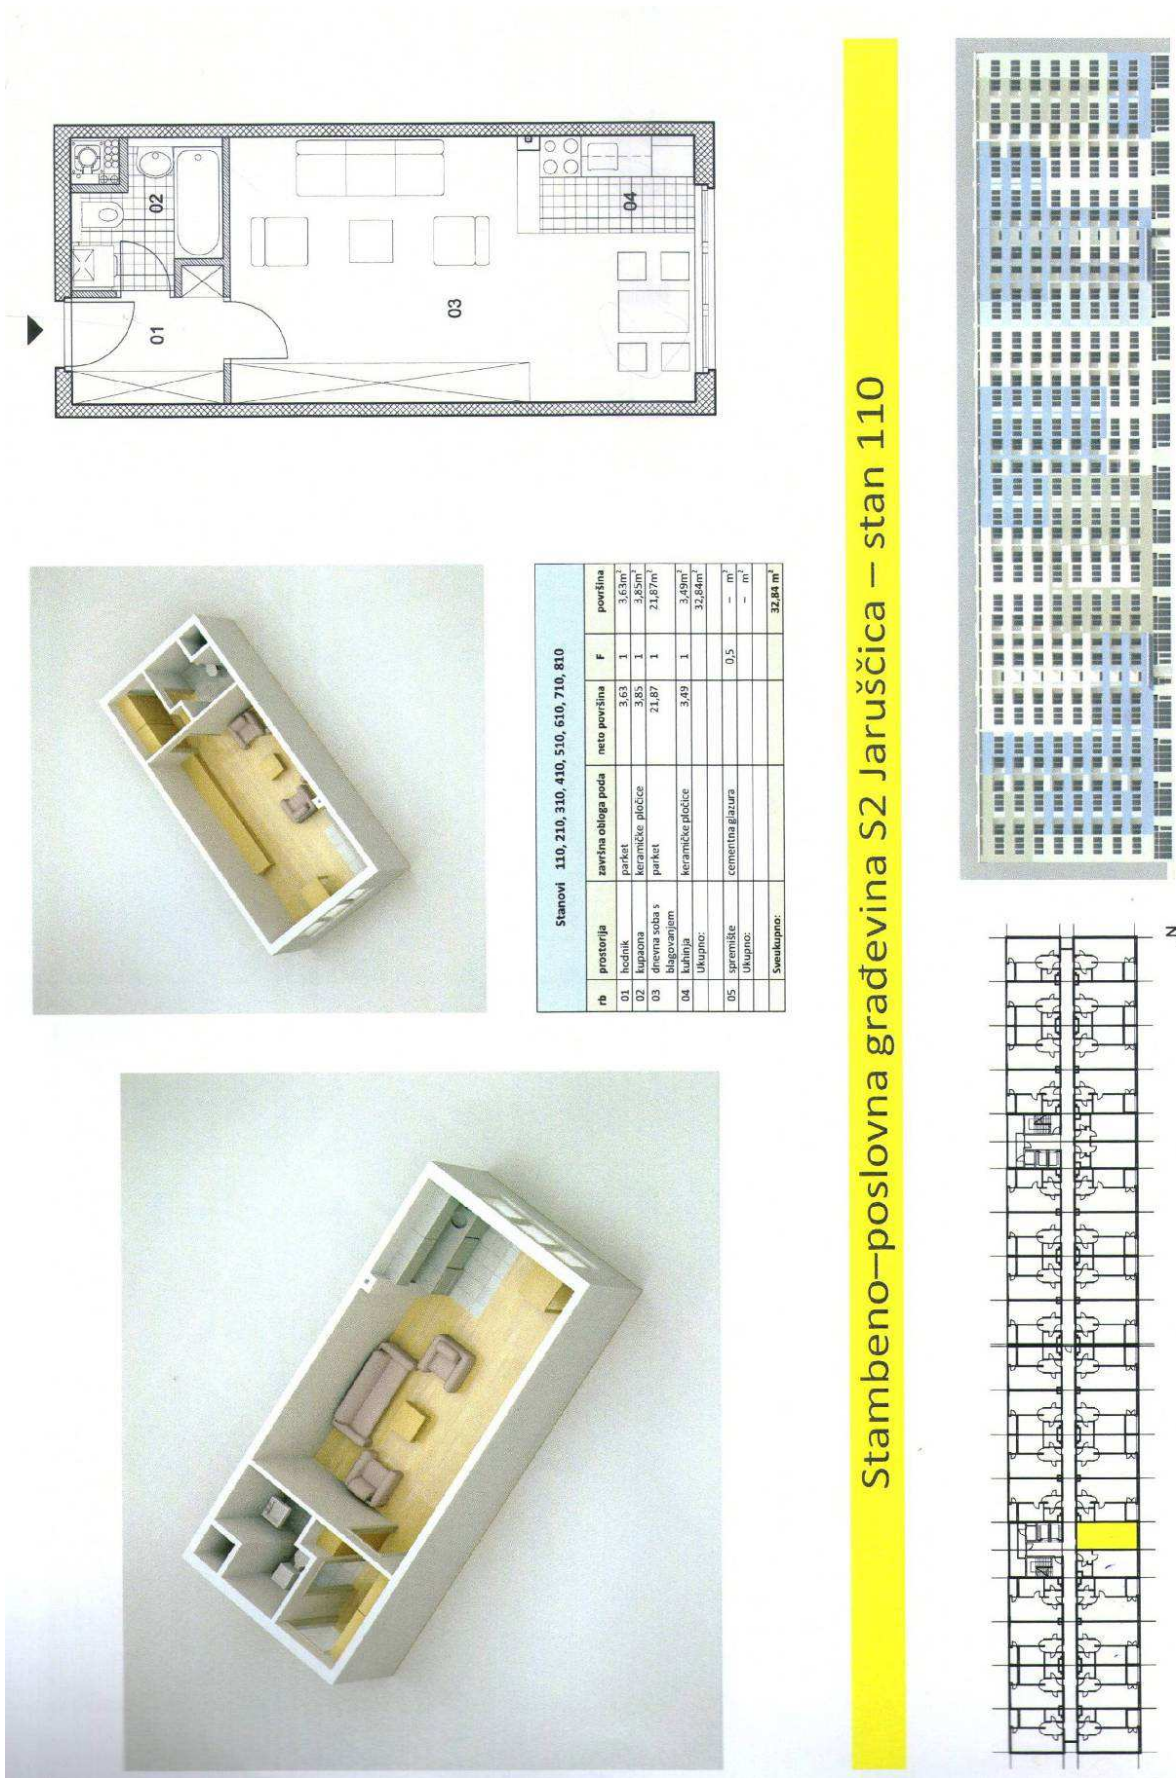 01
02
03
04
Stanovi 110, 210, 310, 410, 510, 610, 710, 810
rb prostorija završna obloga poda neto površina F površina
01 hodnik parket 3,63 1 3,63m²
02 kupaona keramičke pločice 3,85 1 3,85m²
03 dnevna soba s parket 21,87 1 21,87m²
blagovanjem
04 kuhinja keramičke pločice 3,49 1 3,49m²
Ukupno: 32,84m²
05 spremište cementna glazura 0,5 – m²
Ukupno: – m²
Sveukupno: 32,84 m²
Stambeno–poslovna građevina S2 Jaruščica – stan 110
N